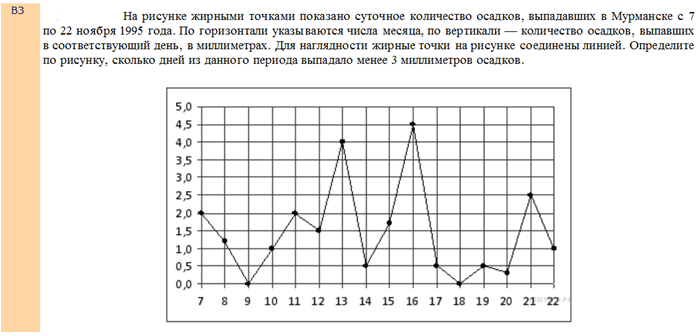 В3
На рисунке жирными точками показано суточное количество осадков, выпадавших в Мурманске с 7
по 22 ноября 1995 года. По горизонтали указываются числа месяца, по вертикали — количество осадков, выпавших
в соответствующий день, в миллиметрах. Для наглядности жирные точки на рисунке соединены линией. Определите
по рисунку, сколько дней из данного периода выпадало менее 3 миллиметров осадков.
5,0
4,5
4,0
3,5
3,0
2,5
2,0
1,5
1,0
0,5
0,0
7 8 9 10 11 12 13 14 15 16 17 18 19 20 21 22